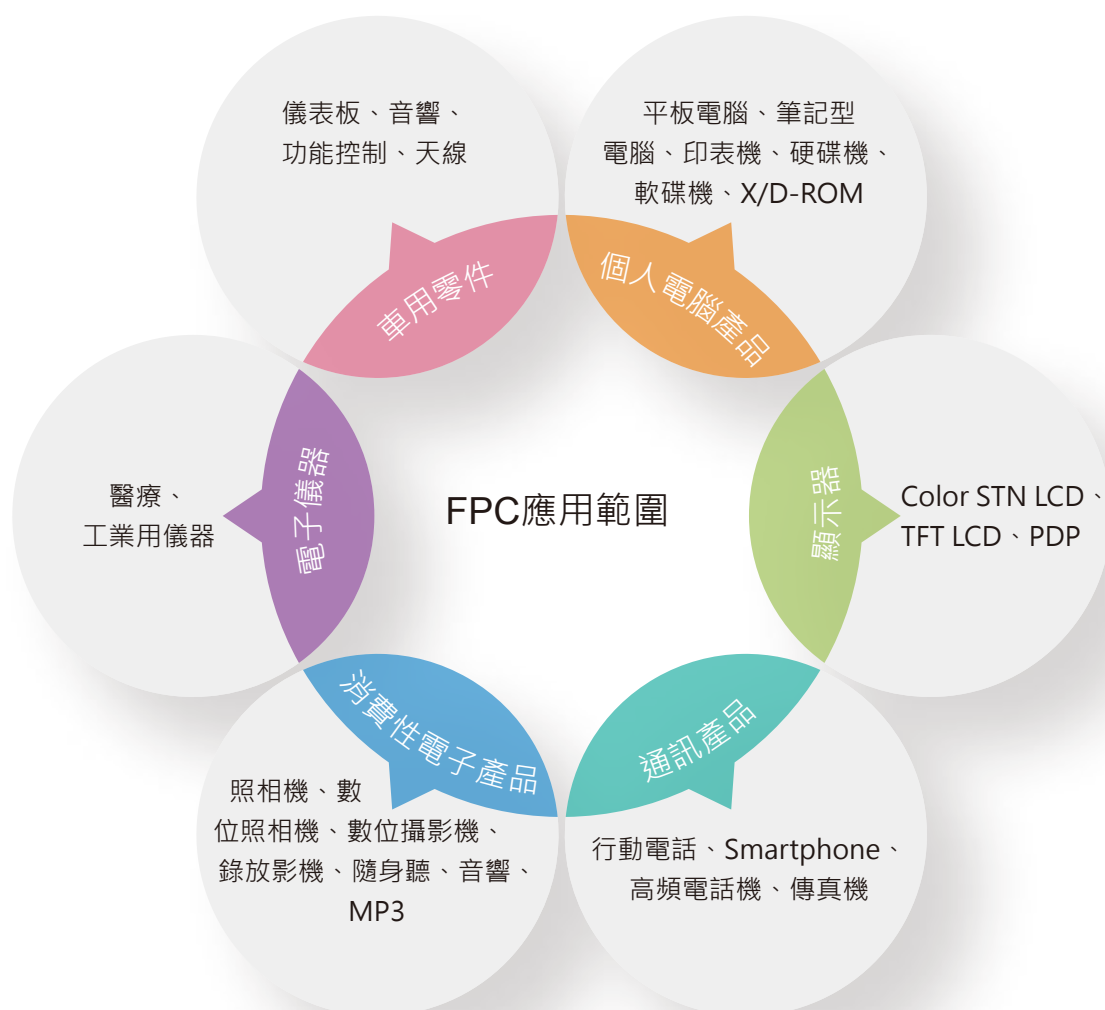 儀表板、音響、
功能控制、天線
車用零件
平板電腦、筆記型
電腦、印表機、硬碟機、
軟碟機、X/D-ROM
個人電腦產品
醫療、
工業用儀器
電子儀器
FPC應用範圍
顯示器
Color STN LCD、
TFT LCD、PDP
消費性電子產品
照相機、數
位照相機、數位攝影機、
錄放影機、隨身聽、音響、
MP3
通訊產品
行動電話、Smartphone、
高頻電話機、傳真機